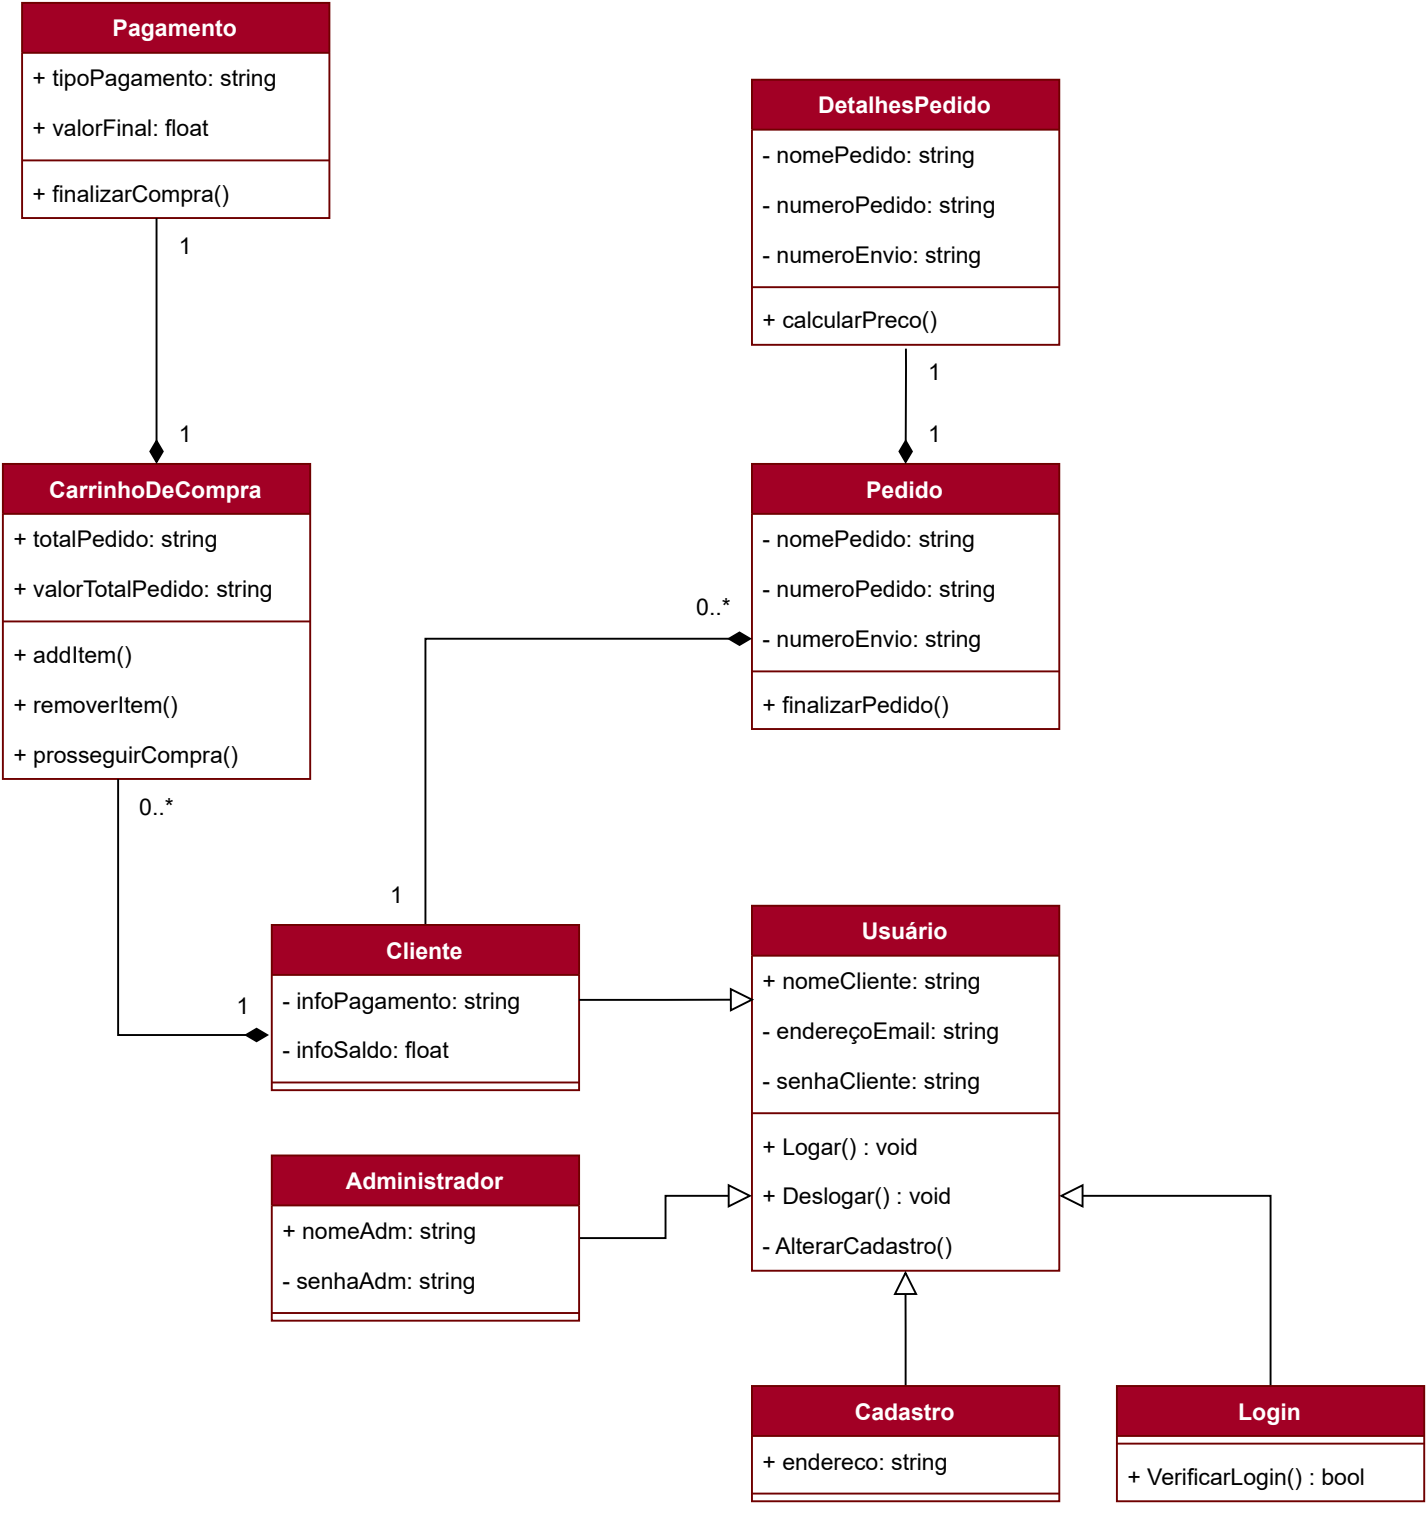 Pagamento
+ tipoPagamento: string
+ valorFinal: float
+ finalizarCompra()
1
1
DetalhesPedido
- nomePedido: string
- numeroPedido: string
- numeroEnvio: string
+ calcularPreco()
1
1
CarrinhoDeCompra
+ totalPedido: string
+ valorTotalPedido: string
+ addItem()
+ removerItem()
+ prosseguirCompra()
0..*
1
Pedido
- nomePedido: string
- numeroPedido: string
- numeroEnvio: string
+ finalizarPedido()
0..*
1
Cliente
- infoPagamento: string
- infoSaldo: float
Usuário
+ nomeCliente: string
- endereçoEmail: string
- senhaCliente: string
+ Logar() : void
+ Deslogar() : void
- AlterarCadastro()
Administrador
+ nomeAdm: string
- senhaAdm: string
Cadastro
+ endereco: string
Login
+ VerificarLogin() : bool